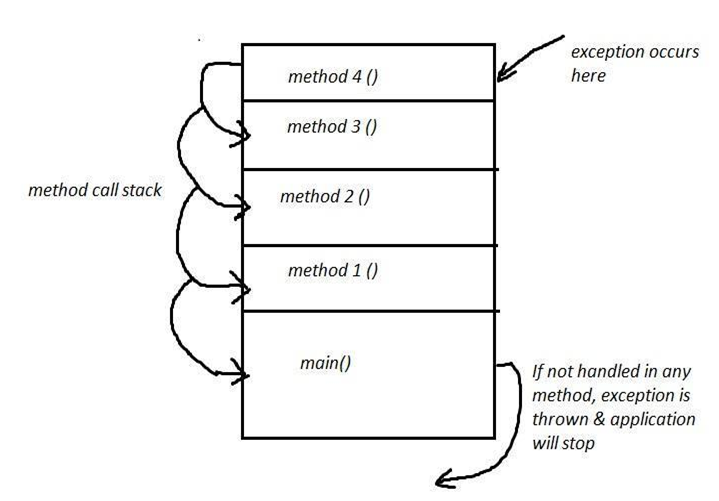 exception occurs
here
method 4 ()
method 3 ()
method call stack
method 2 ()
method 1 ()
main()
If not handled in any
method, exception is
thrown & application
will stop